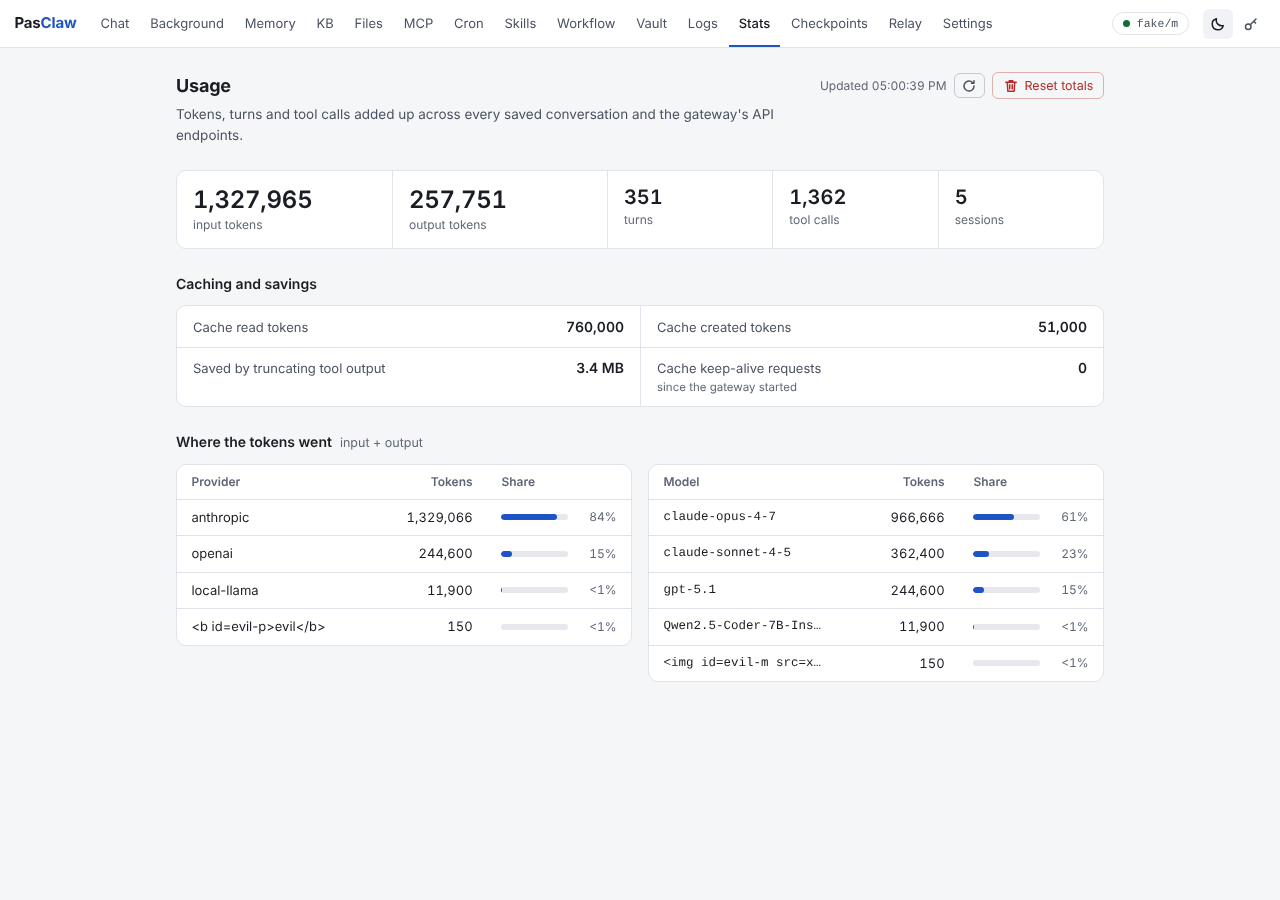 PasClaw Chat Background Memory KB Files MCP Cron Skills Workflow Vault Logs Stats Checkpoints Relay Settings fake/m
Usage
Updated 05:00:39 PM Reset totals
Tokens, turns and tool calls added up across every saved conversation and the gateway's API
endpoints.
1,327,965 257,751 351 1,362 5
input tokens output tokens turns tool calls sessions
Caching and savings
Cache read tokens 760,000 Cache created tokens 51,000
Saved by truncating tool output 3.4 MB Cache keep-alive requests 0
since the gateway started
Where the tokens went input + output
Provider Tokens Share
anthropic 1,329,066 84%
openai 244,600 15%
local-llama 11,900 <1%
<b id=evil-p>evil</b> 150 <1%
Model Tokens Share
claude-opus-4-7 966,666 61%
claude-sonnet-4-5 362,400 23%
gpt-5.1 244,600 15%
Qwen2.5-Coder-7B-Ins… 11,900 <1%
<img id=evil-m src=x… 150 <1%